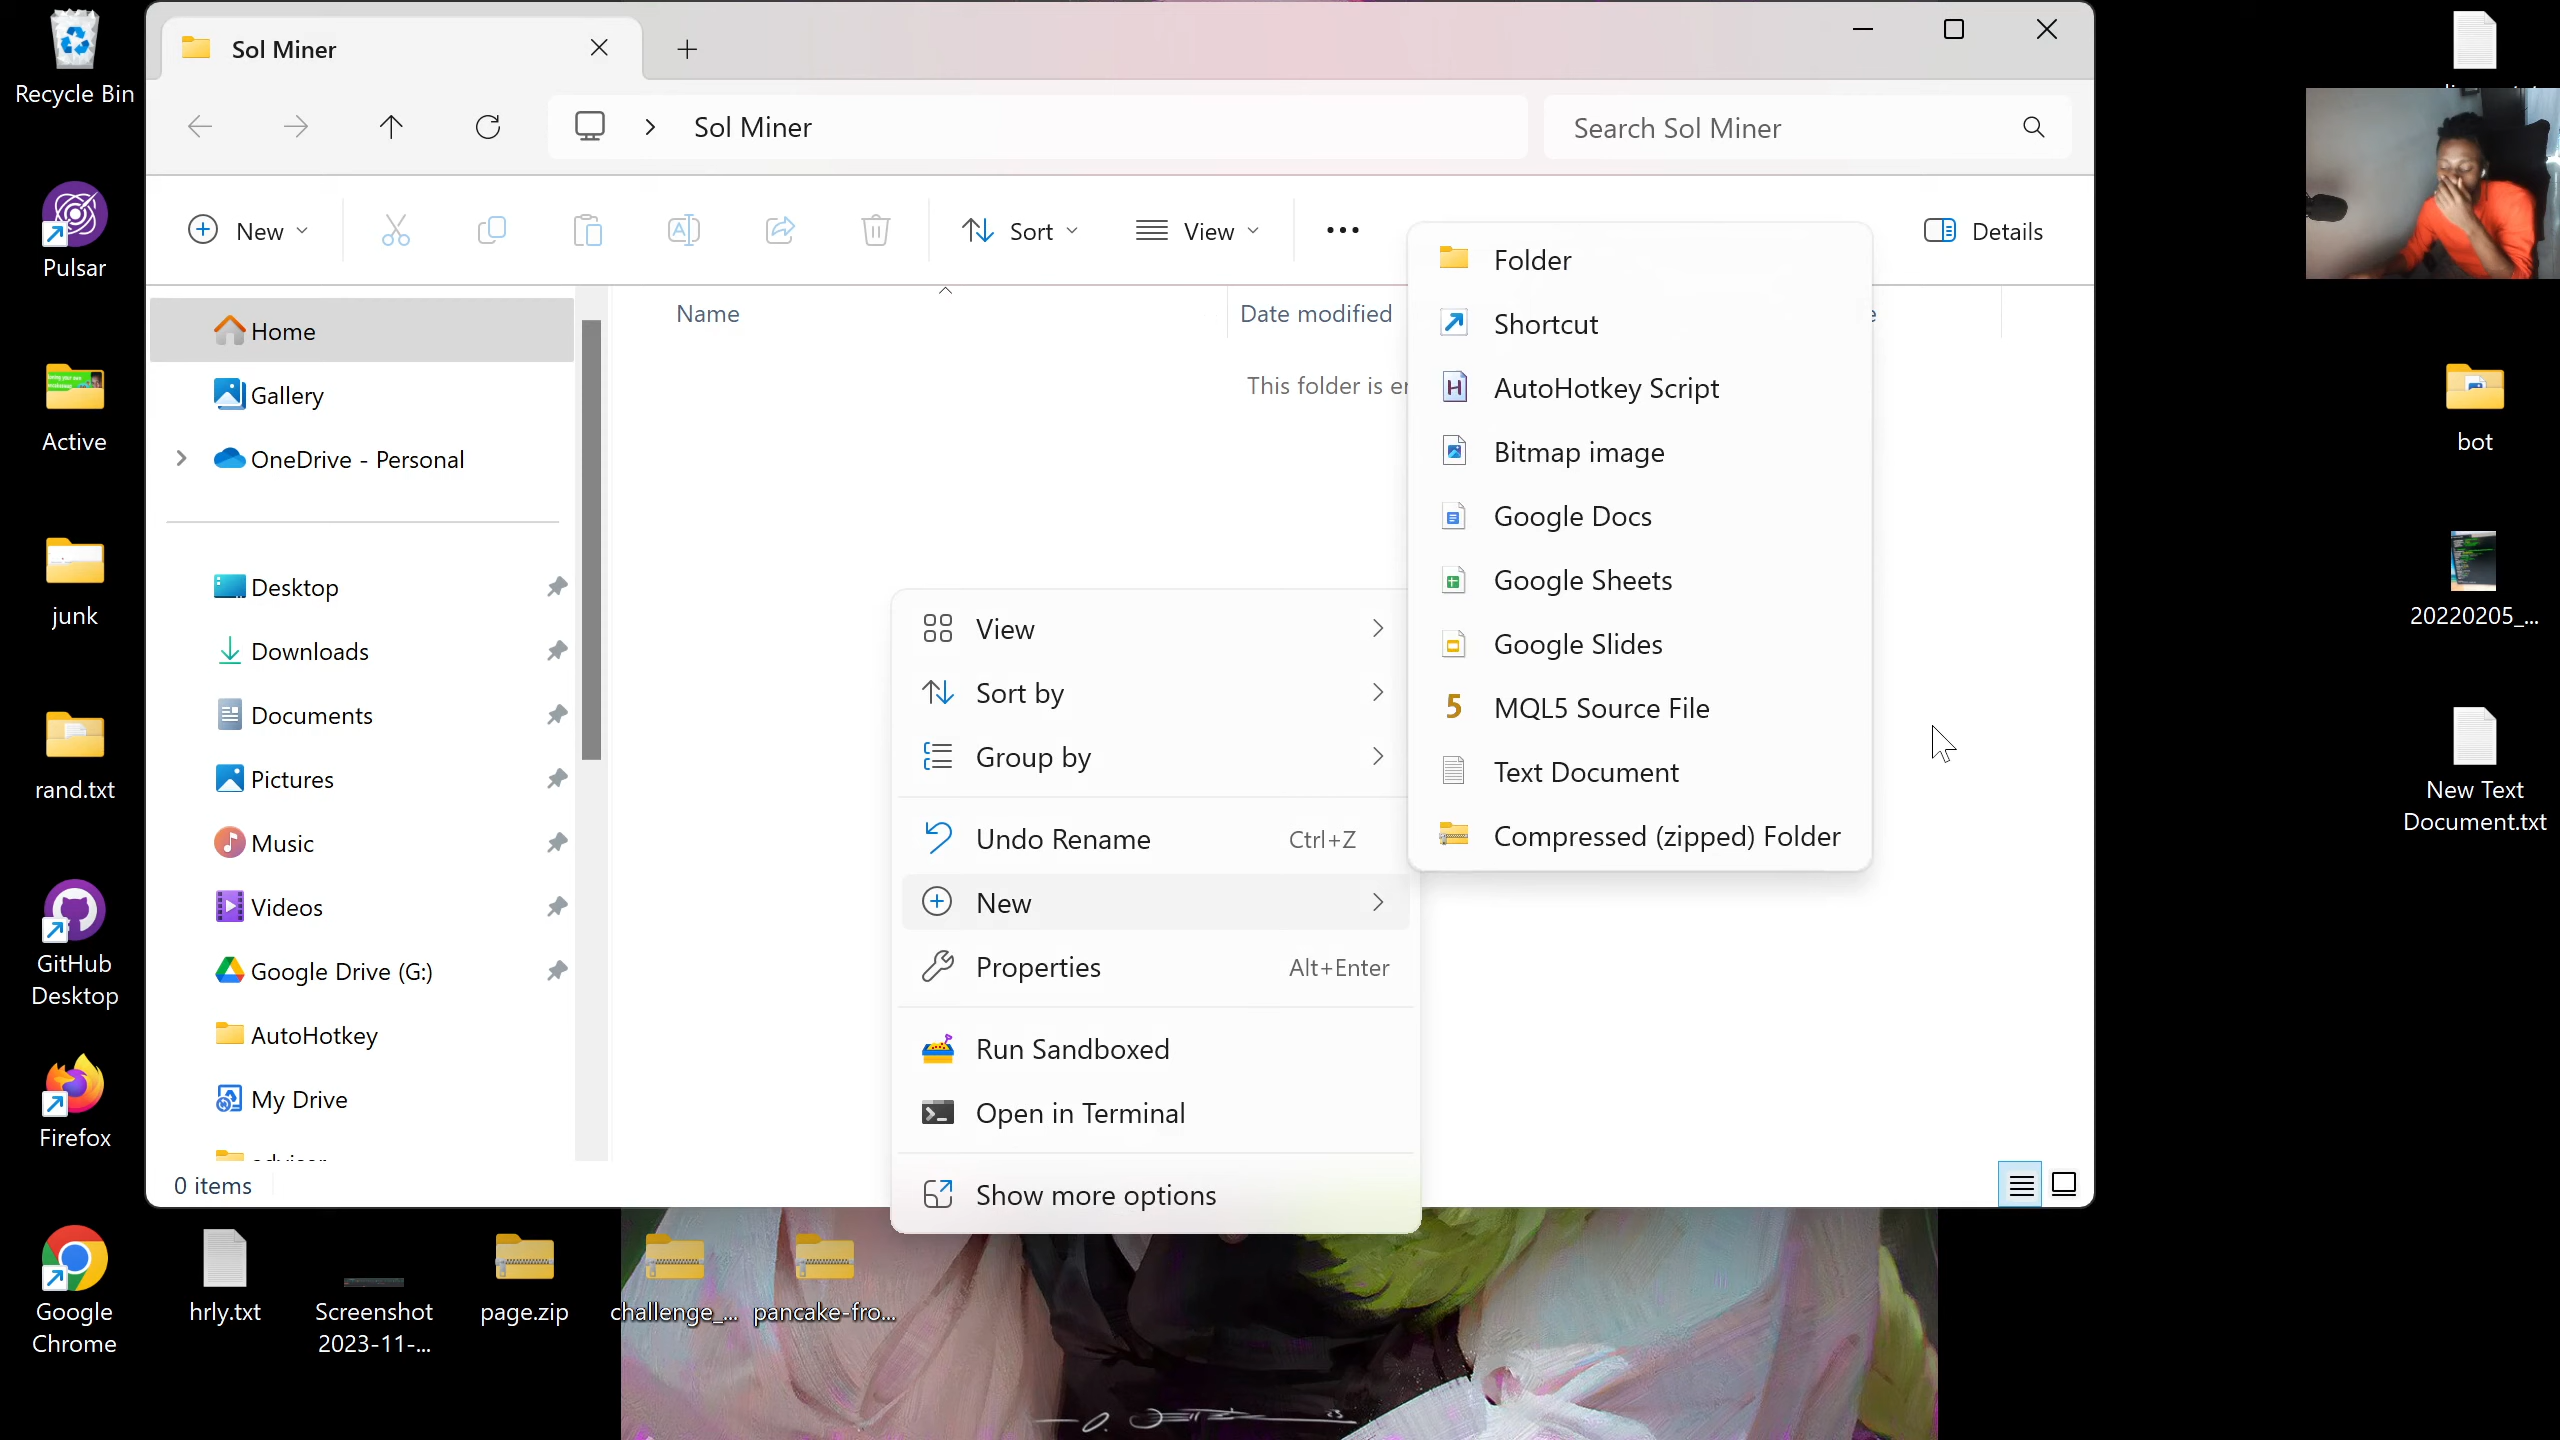 Recycle Bin
Pulsar
Active
junk
rand.txt
GitHub
Desktop
Firefox
Google
Chrome
Sol Miner
Sol Miner
Search Sol Miner
New
Sort
View
Details
Home
Gallery
OneDrive - Personal
Desktop
Downloads
Documents
Pictures
Music
Videos
Google Drive (G:)
AutoHotkey
My Drive
0 items
Name
Date modified
This folder is
View
Sort by
Group by
Undo Rename Ctrl+Z
New
Properties Alt+Enter
Run Sandboxed
Open in Terminal
Show more options
Folder
Shortcut
AutoHotkey Script
Bitmap image
Google Docs
Google Sheets
Google Slides
5 MQL5 Source File
Text Document
Compressed (zipped) Folder
bot
20220205_...
New Text
Document.txt
hrly.txt
Screenshot
2023-11-...
page.zip
challenge_...
pancake-fro...